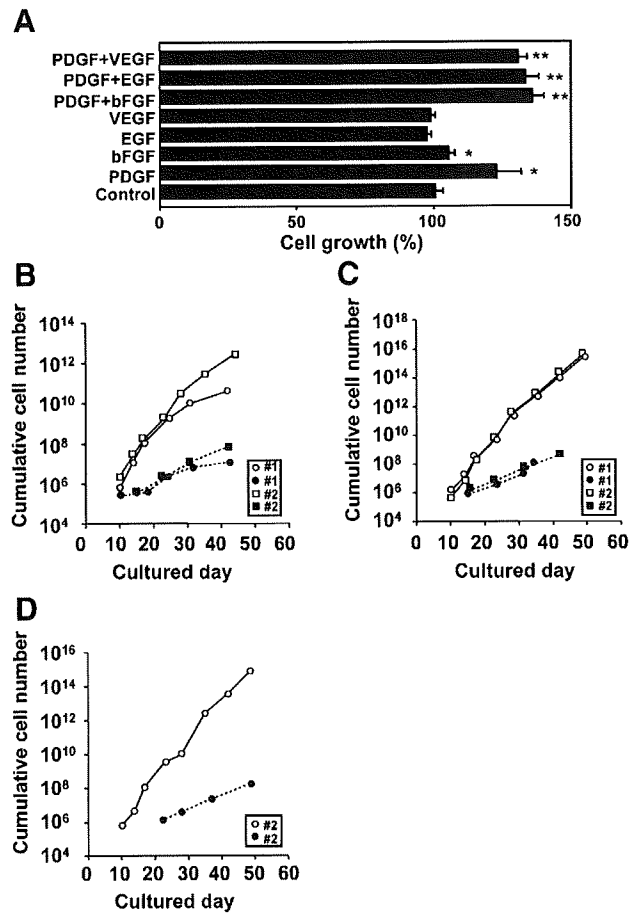 A
PDGF+VEGF
**
PDGF+EGF
**
PDGF+bFGF
**
VEGF
EGF
bFGF
*
PDGF
*
Control
0 50 100 150
Cell growth (%)
B
Cumulative cell number
10¹⁴
10¹²
10¹⁰
10⁸
10⁶
10⁴
#1
#1
#2
#2
0 10 20 30 40 50 60
Cultured day
C
Cumulative cell number
10¹⁸
10¹⁶
10¹⁴
10¹²
10¹⁰
10⁸
10⁶
10⁴
#1
#1
#2
#2
0 10 20 30 40 50 60
Cultured day
D
Cumulative cell number
10¹⁶
10¹⁴
10¹²
10¹⁰
10⁸
10⁶
10⁴
#2
#2
0 10 20 30 40 50 60
Cultured day